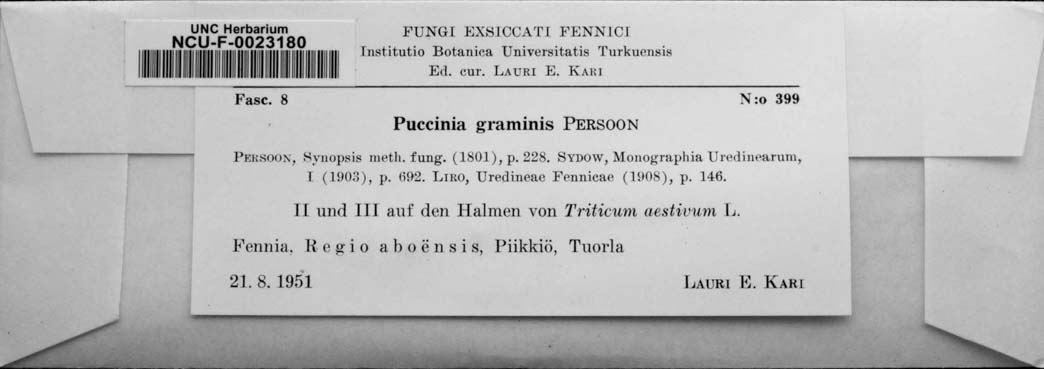 UNC Herbarium
NCU-F-0023180
FUNGI EXSICCATI FENNICI
Institutio Botanica Universitatis Turkuensis
Ed. cur. LAURI E. KARI
Fasc. 8 N:o 399
Puccinia graminis PERSOON
PERSOON, Synopsis meth. fung. (1801), p. 228. SYDOW, Monographia Uredinearum,
I (1903), p. 692. LIRO, Uredineae Fennicae (1908), p. 146.
II und III auf den Halmen von Triticum aestivum L.
Fennia, Regio aboënsis, Piikkiö, Tuorla
21. 8. 1951 LAURI E. KARI